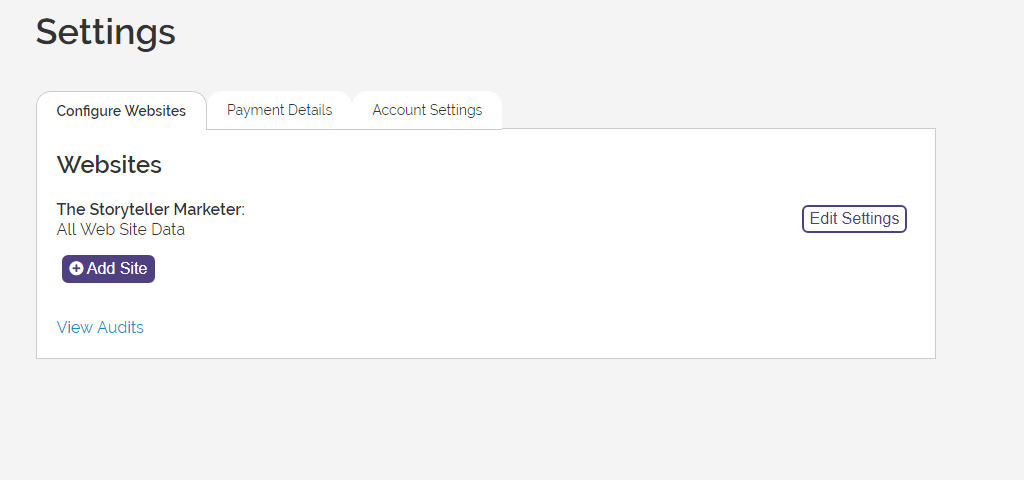 Settings
Configure Websites
Payment Details
Account Settings
Websites
The Storyteller Marketer:
All Web Site Data
Edit Settings
Add Site
View Audits